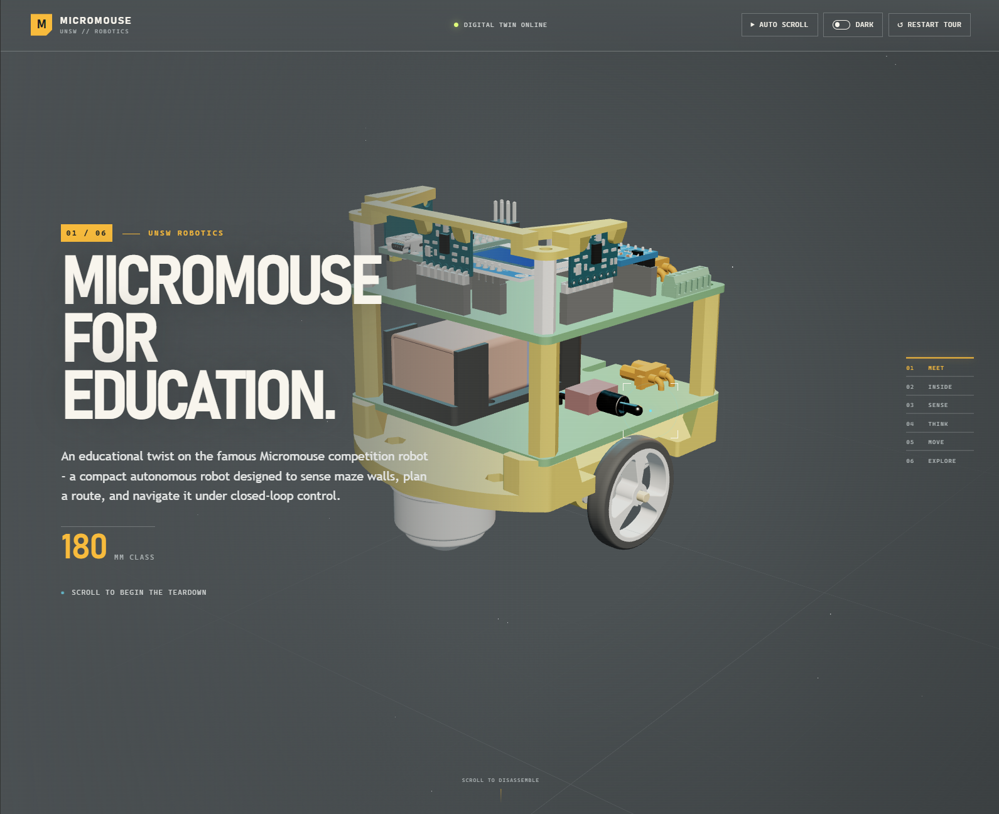 M
MICROMOUSE
UNSW // ROBOTICS
DIGITAL TWIN ONLINE
▶ AUTO SCROLL
DARK
↺ RESTART TOUR
01 / 06
UNSW ROBOTICS
MICROMOUSE
FOR
EDUCATION.
An educational twist on the famous Micromouse competition robot
- a compact autonomous robot designed to sense maze walls, plan
a route, and navigate it under closed-loop control.
180 MM CLASS
SCROLL TO BEGIN THE TEARDOWN
01 MEET
02 INSIDE
03 SENSE
04 THINK
05 MOVE
06 EXPLORE
SCROLL TO DISASSEMBLE